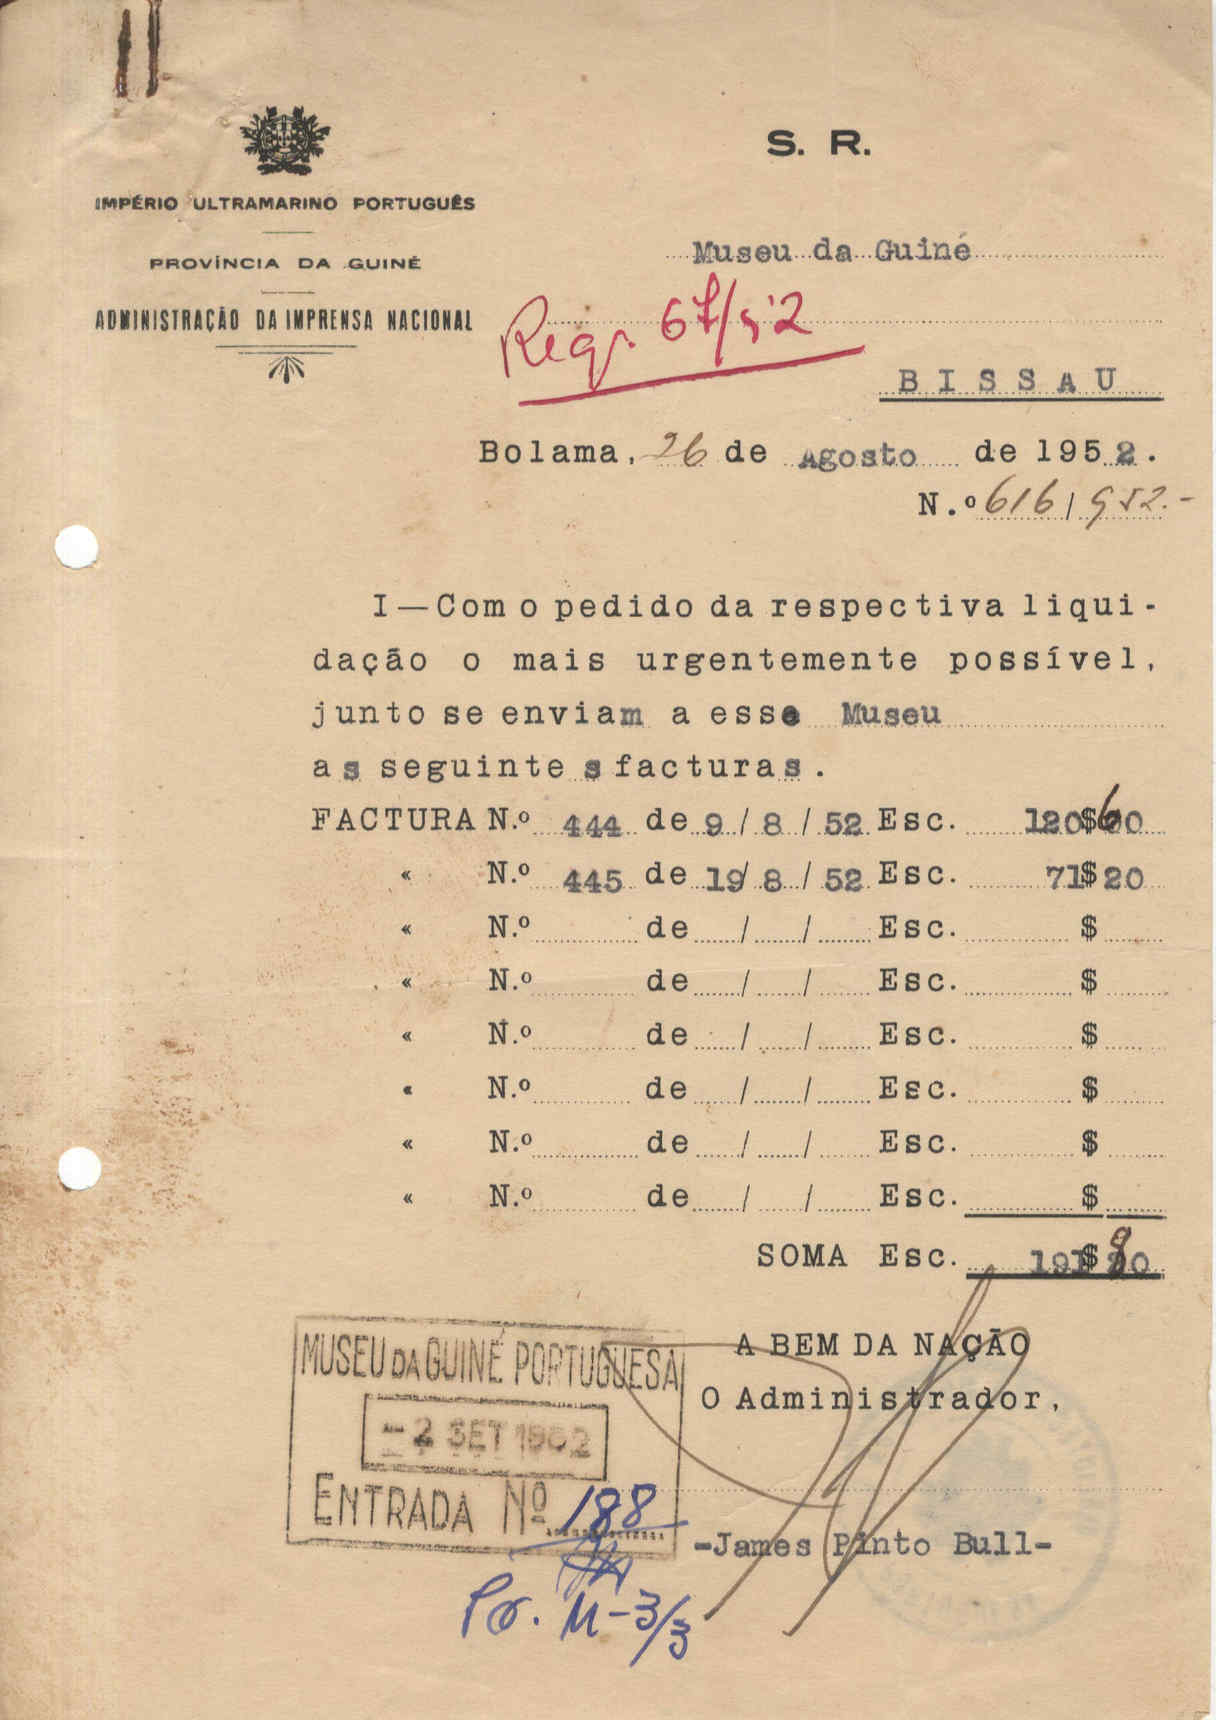 S. R.
IMPÉRIO ULTRAMARINO PORTUGUÊS
PROVÍNCIA DA GUINÉ
ADMINISTRAÇÃO DA IMPRENSA NACIONAL
Museu da Guiné
Reg. 67/52
BISSAU
Bolama, 26 de Agosto de 1952.
N.º 616/952.-
I—Com o pedido da respectiva liqui-
dação o mais urgentemente possível,
junto se enviam a esse Museu
as seguintes facturas.
FACTURA N.º 444 de 9/8/52 Esc. 120$60
« N.º 445 de 19/8/52 Esc. 71$20
« N.º de / / Esc. $
« N.º de / / Esc. $
« N.º de / / Esc. $
« N.º de / / Esc. $
« N.º de / / Esc. $
« N.º de / / Esc. $
SOMA Esc. 191$80
A BEM DA NAÇÃO
O Administrador,
-James Pinto Bull-
MUSEU DA GUINÉ PORTUGUESA
-2 SET 1952
ENTRADA Nº 188
Pr. M-3/3